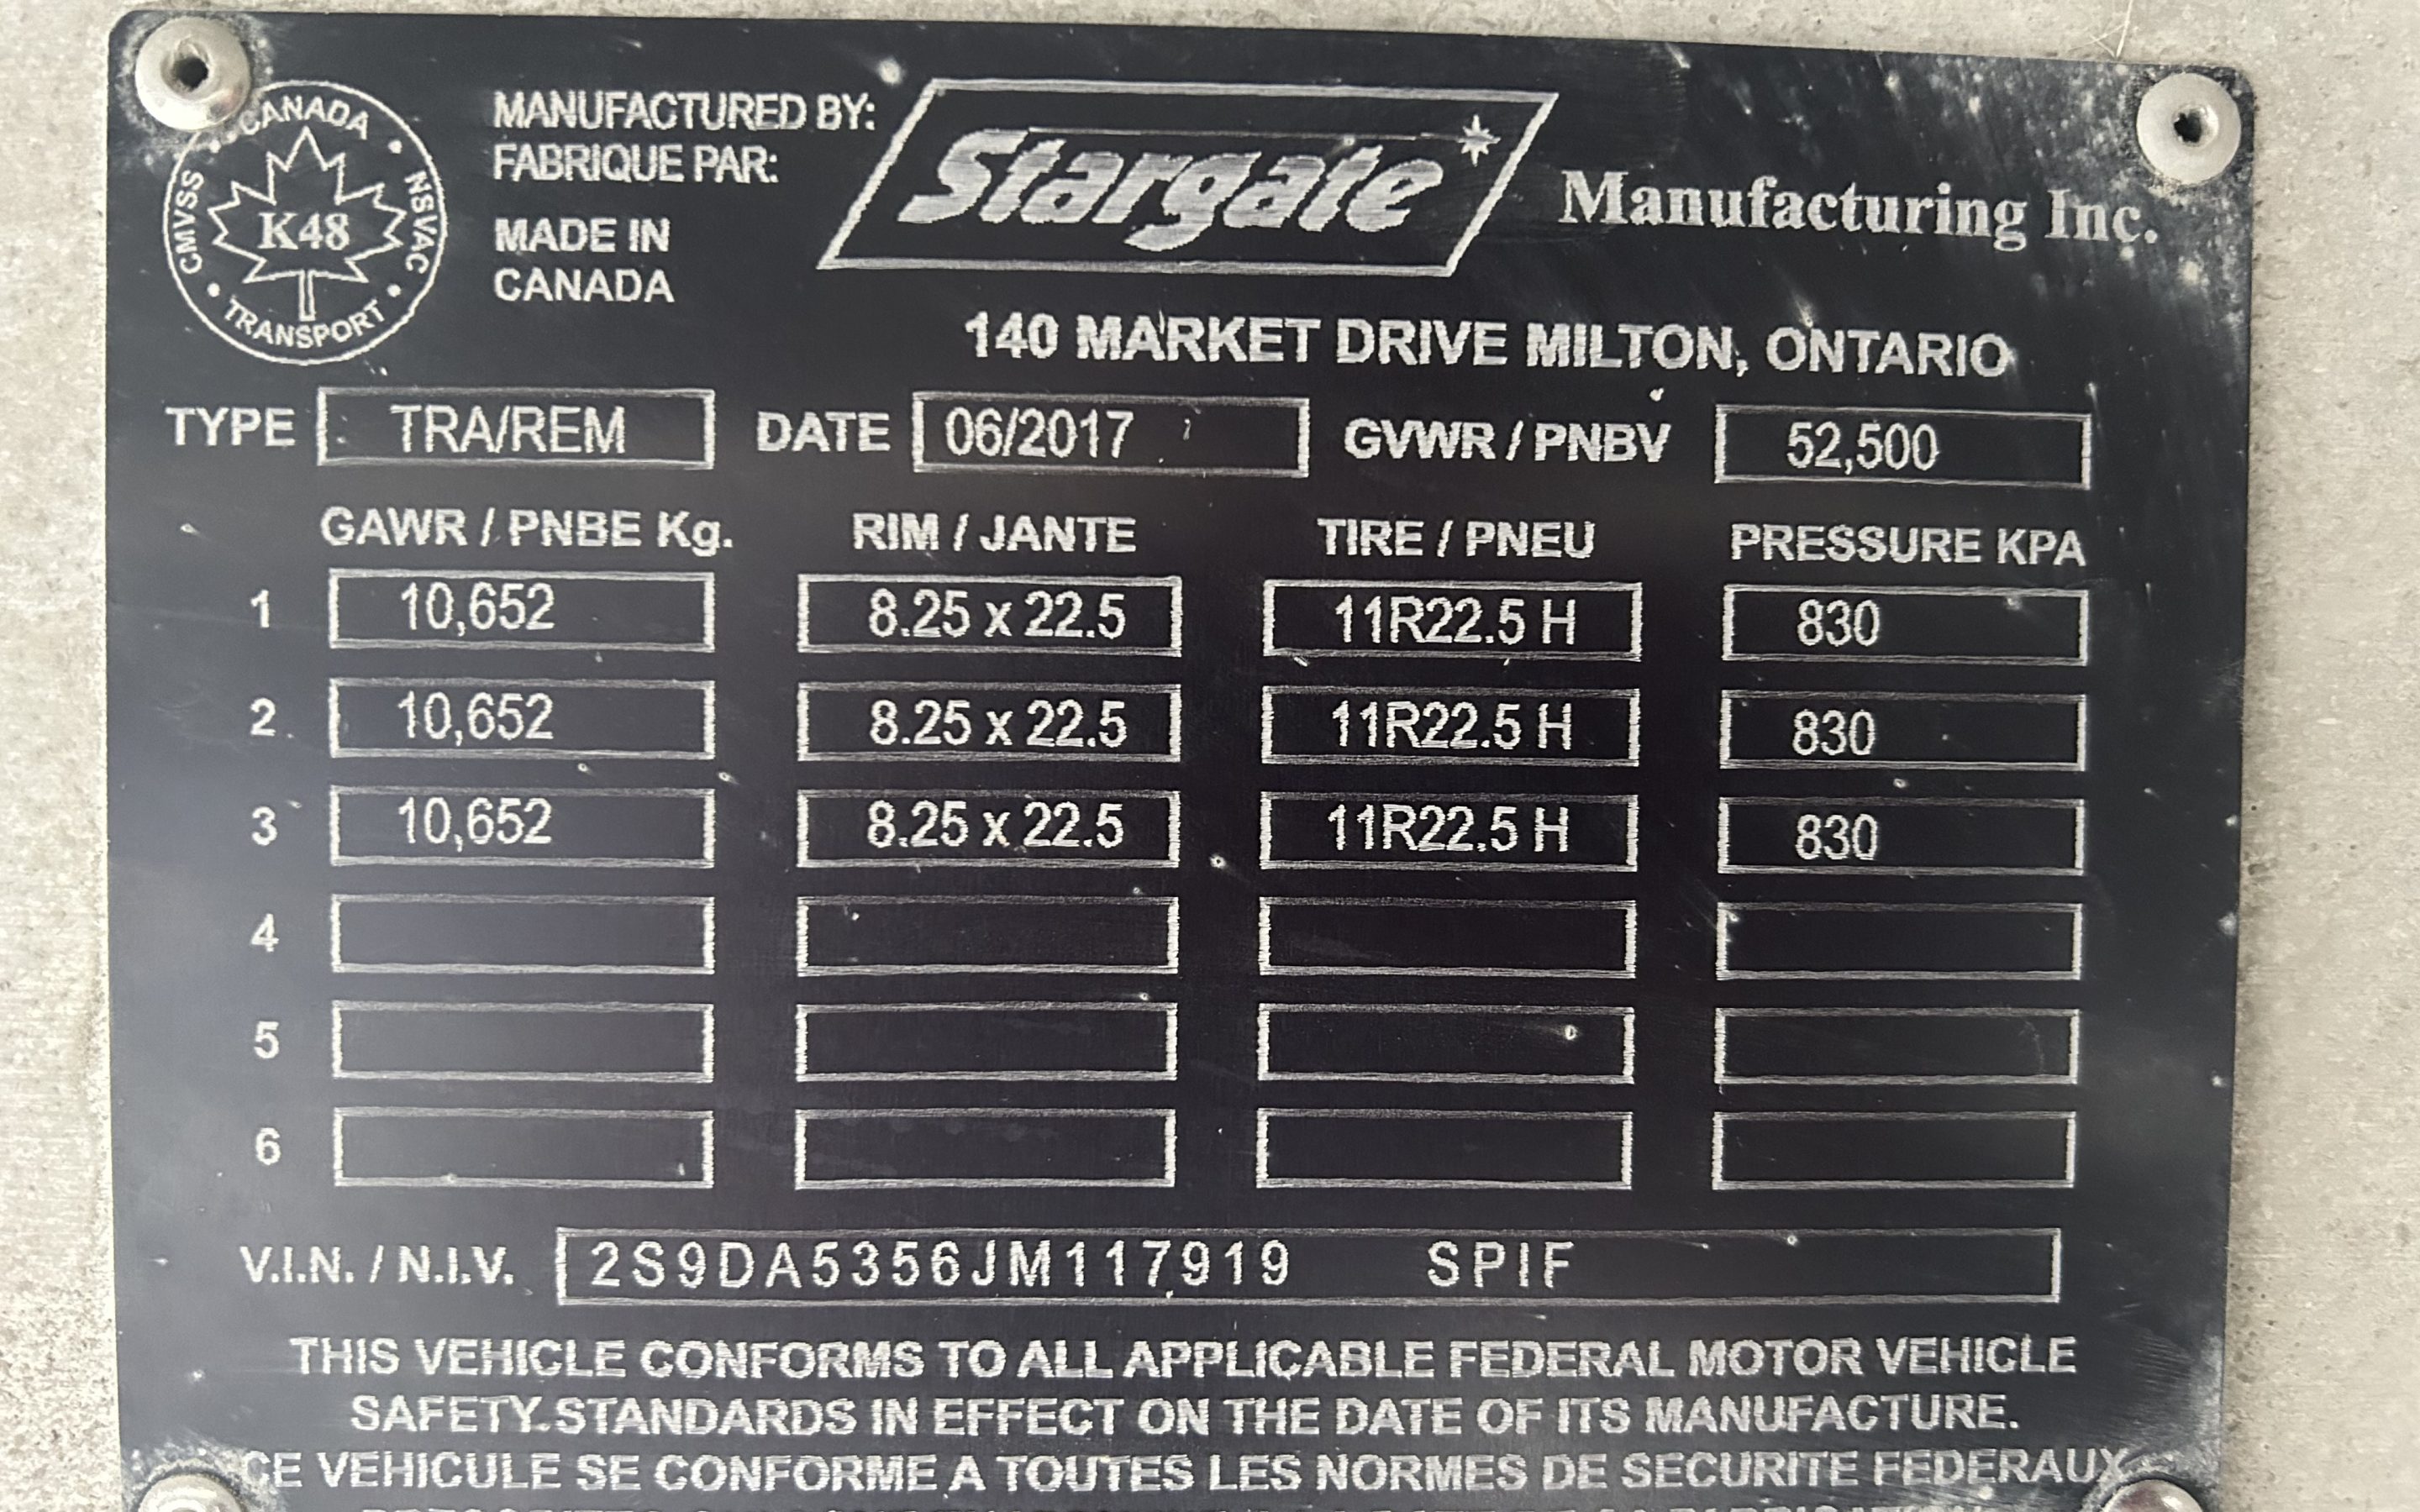 CANADA
CMVSS
NSVAC
K48
TRANSPORT
MANUFACTURED BY:
FABRIQUE PAR:
MADE IN
CANADA
Stargate Manufacturing Inc.
140 MARKET DRIVE MILTON, ONTARIO
TYPE TRA/REM DATE 06/2017 GVWR / PNBV 52,500
GAWR / PNBE Kg. RIM / JANTE TIRE / PNEU PRESSURE KPA
1 10,652 8.25 x 22.5 11R22.5 H 830
2 10,652 8.25 x 22.5 11R22.5 H 830
3 10,652 8.25 x 22.5 11R22.5 H 830
4
5
6
V.I.N. / N.I.V. 2S9DA5356JM117919 SPIF
THIS VEHICLE CONFORMS TO ALL APPLICABLE FEDERAL MOTOR VEHICLE
SAFETY STANDARDS IN EFFECT ON THE DATE OF ITS MANUFACTURE.
CE VEHICULE SE CONFORME A TOUTES LES NORMES DE SECURITE FEDERAUX